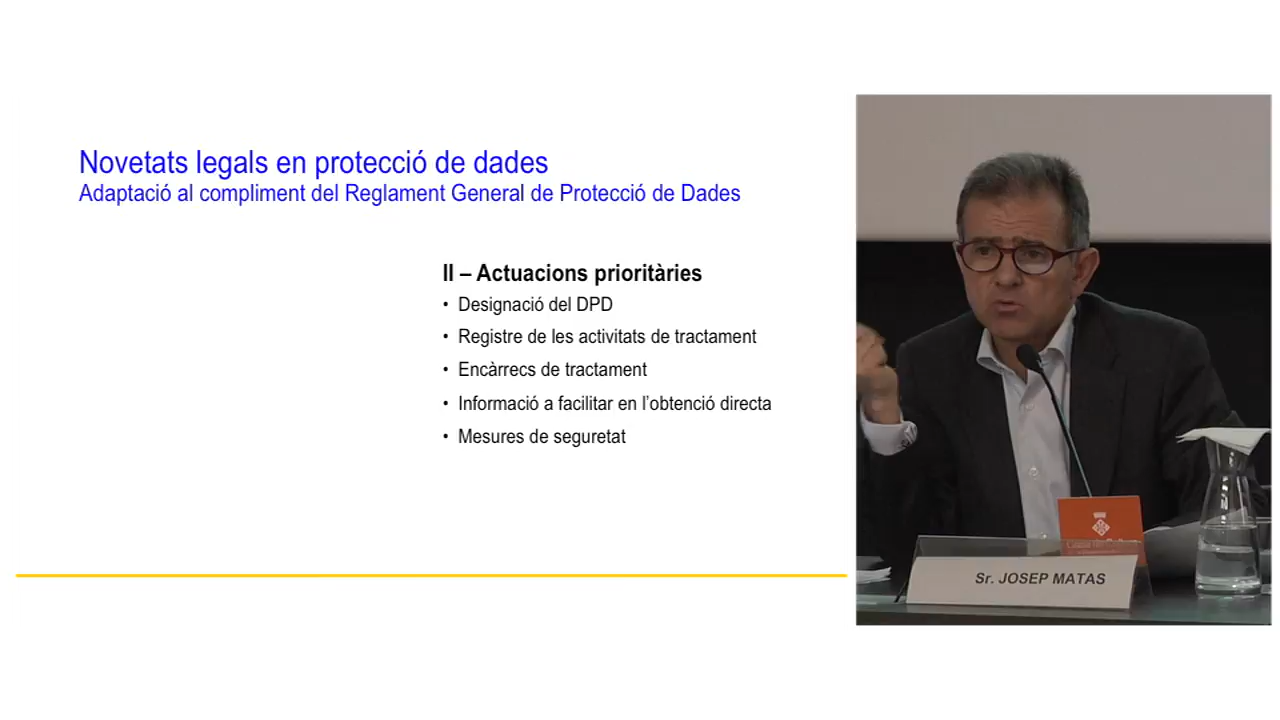 Novetats legals en protecció de dades
Adaptació al compliment del Reglament General de Protecció de Dades
II – Actuacions prioritàries
• Designació del DPD
• Registre de les activitats de tractament
• Encàrrecs de tractament
• Informació a facilitar en l’obtenció directa
• Mesures de seguretat
Sr. JOSEP MATAS